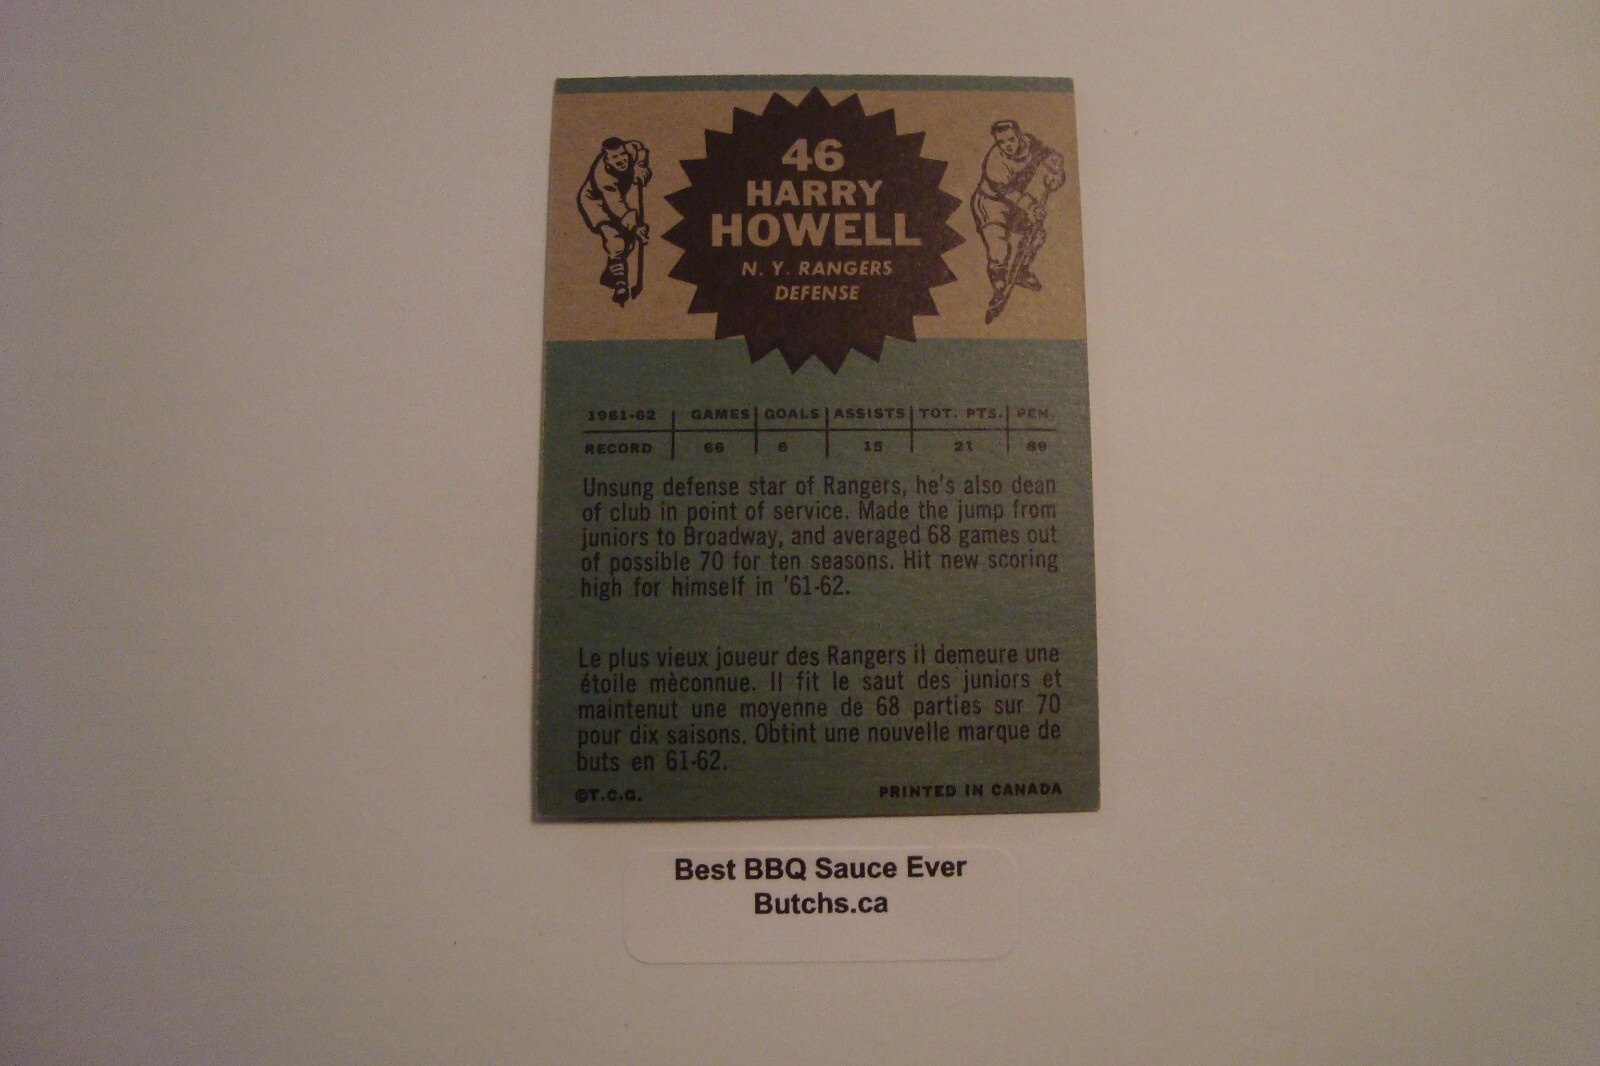 46
HARRY
HOWELL
N. Y. RANGERS
DEFENSE
1961-62 GAMES GOALS ASSISTS TOT. PTS. PEN.
RECORD 66 6 15 21 89
Unsung defense star of Rangers, he's also dean
of club in point of service. Made the jump from
juniors to Broadway, and averaged 68 games out
of possible 70 for ten seasons. Hit new scoring
high for himself in '61-62.
Le plus vieux joueur des Rangers il demeure une
étoile mèconnue. Il fit le saut des juniors et
maintenut une moyenne de 68 parties sur 70
pour dix saisons. Obtint une nouvelle marque de
buts en 61-62.
©T.C.G. PRINTED IN CANADA
Best BBQ Sauce Ever
Butchs.ca